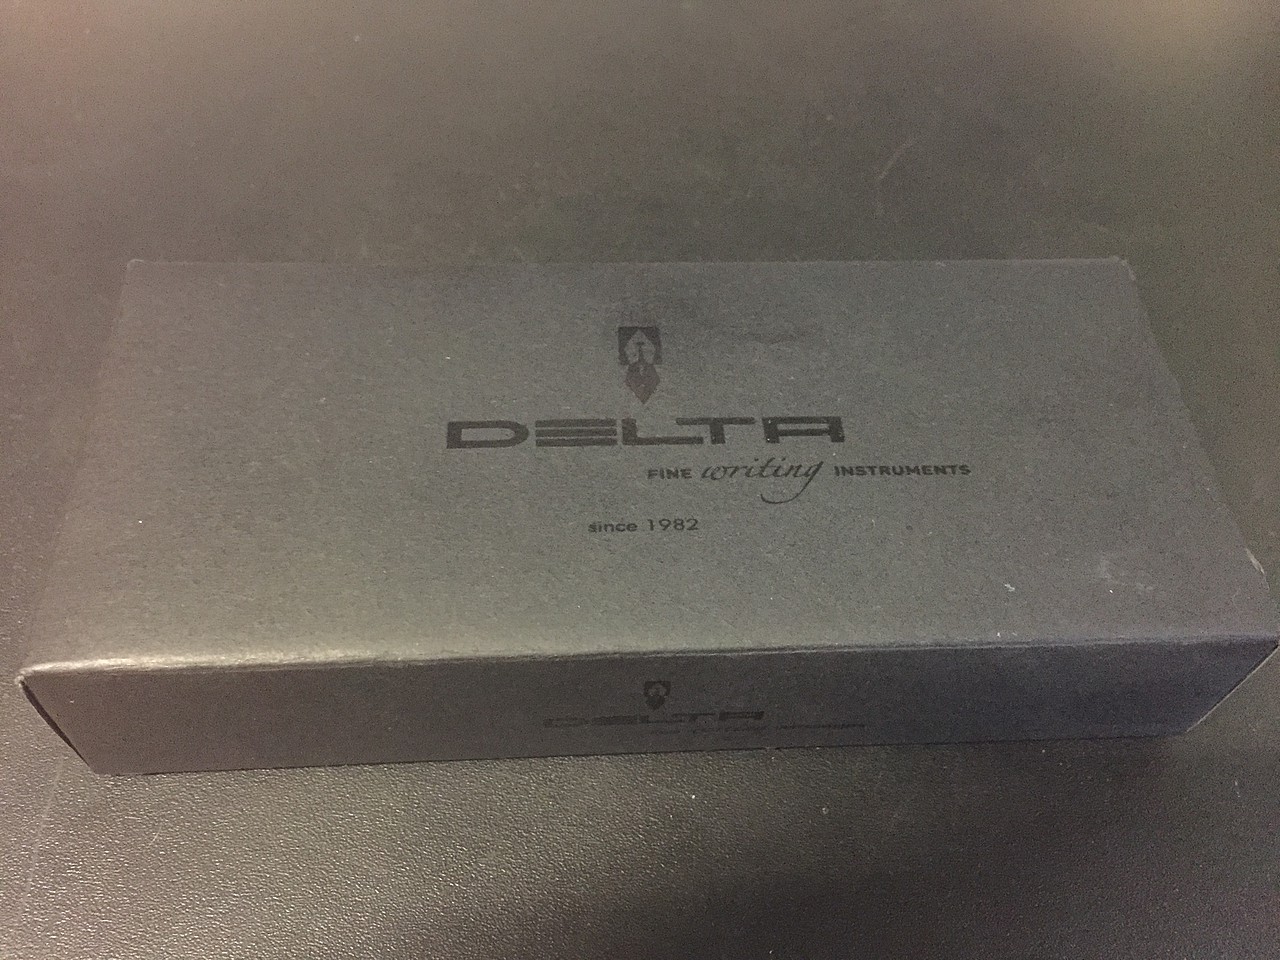 DELTA
FINE writing INSTRUMENTS
since 1982
DELTA